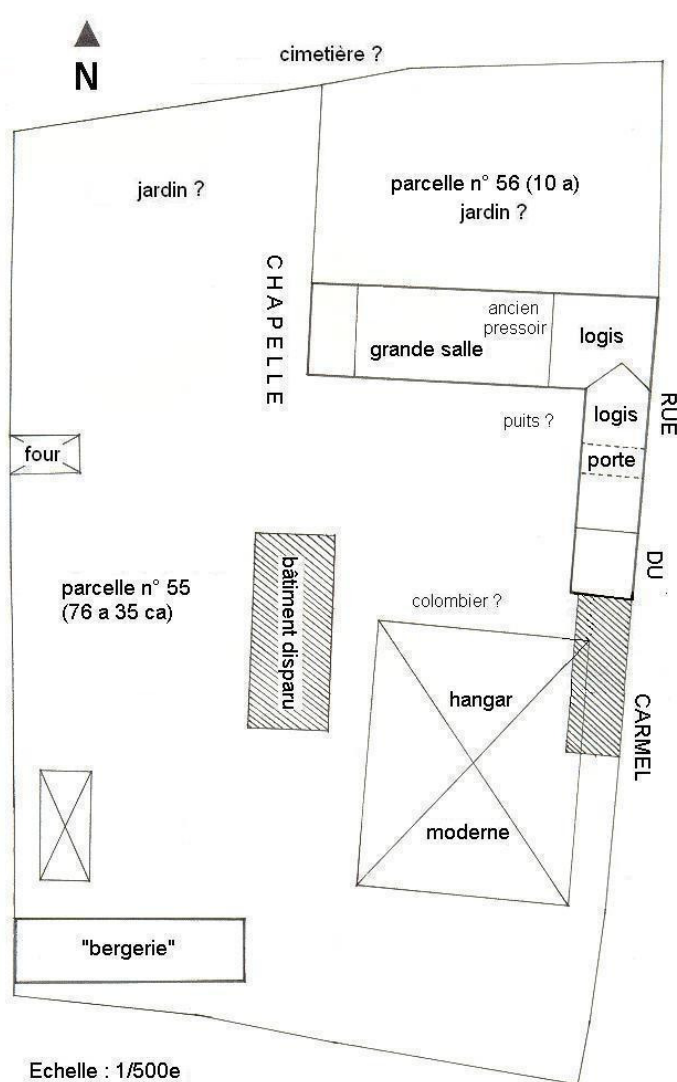 N
cimetière ?
jardin ?
parcelle n° 56 (10 a)
jardin ?
CHAPELLE
ancien
pressoir
grande salle
logis
RUE
puits ?
logis
four
porte
parcelle n° 55
(76 a 35 ca)
bâtiment disparu
DU
colombier ?
hangar
CARMEL
moderne
"bergerie"
Echelle : 1/500e